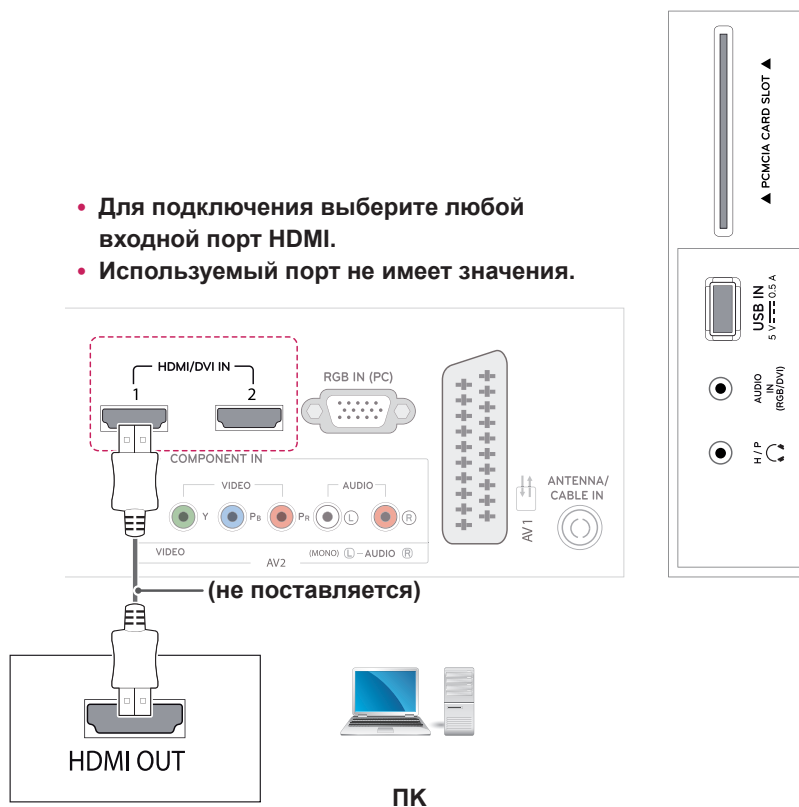 • Для подключения выберите любой
входной порт HDMI.
• Используемый порт не имеет значения.
HDMI/DVI IN
1
2
RGB IN (PC)
COMPONENT IN
VIDEO
AUDIO
Y
PB
PR
L
R
VIDEO
AV2
(MONO) L - AUDIO R
AV1
ANTENNA/
CABLE IN
(не поставляется)
HDMI OUT
ПК
▲ PCMCIA CARD SLOT ▲
USB IN
5 V 0.5 A
AUDIO
IN
(RGB/DVI)
H / P